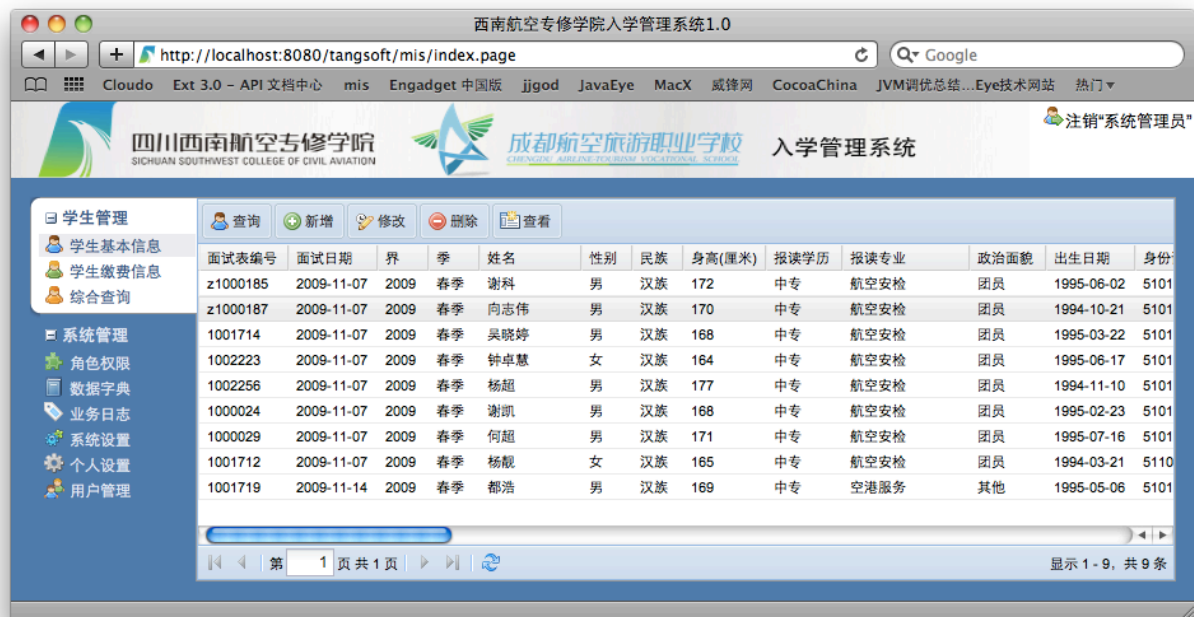 西南航空专修学院入学管理系统1.0
http://localhost:8080/tangsoft/mis/index.page
Google
Cloudo Ext 3.0 – API 文档中心 mis Engadget 中国版 jjgod JavaEye MacX 威锋网 CocoaChina JVM调优总结...Eye技术网站 热门
四川西南航空专修学院
SICHUAN SOUTHWEST COLLEGE OF CIVIL AVIATION
成都航空旅游职业学校
CHENGDU AIRLINE-TOURISM VOCATIONAL SCHOOL
入学管理系统
注销“系统管理员”
学生管理
学生基本信息
学生缴费信息
综合查询
系统管理
角色权限
数据字典
业务日志
系统设置
个人设置
用户管理
查询 新增 修改 删除 查看
面试表编号 面试日期 界 季 姓名 性别 民族 身高(厘米) 报读学历 报读专业 政治面貌 出生日期 身份
z1000185 2009-11-07 2009 春季 谢科 男 汉族 172 中专 航空安检 团员 1995-06-02 5101
z1000187 2009-11-07 2009 春季 向志伟 男 汉族 170 中专 航空安检 团员 1994-10-21 5101
1001714 2009-11-07 2009 春季 吴晓婷 男 汉族 168 中专 航空安检 团员 1995-03-22 5101
1002223 2009-11-07 2009 春季 钟卓慧 女 汉族 164 中专 航空安检 团员 1995-06-17 5101
1002256 2009-11-07 2009 春季 杨超 男 汉族 177 中专 航空安检 团员 1994-11-10 5101
1000024 2009-11-07 2009 春季 谢凯 男 汉族 168 中专 航空安检 团员 1995-02-23 5101
1000029 2009-11-07 2009 春季 何超 男 汉族 171 中专 航空安检 团员 1995-07-16 5101
1001712 2009-11-07 2009 春季 杨靓 女 汉族 165 中专 航空安检 团员 1994-03-21 5110
1001719 2009-11-14 2009 春季 都浩 男 汉族 169 中专 空港服务 其他 1995-05-06 5101
第 1 页 共 1 页
显示 1 - 9, 共 9 条